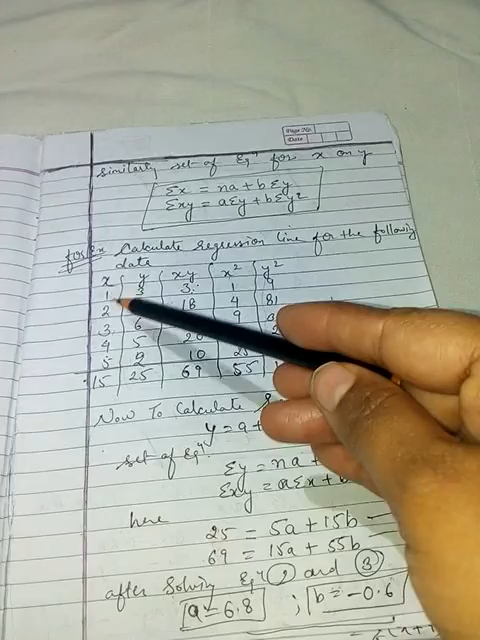 Page No.
Date
Similarly set of Eqⁿ for x on y
Σx = na + bΣy
Σxy = aΣy + bΣy²
for Ex Calculate regression line for the following
data
x y xy x² y²
1 3 3 1 9
2 18 4 81
3 6 9
4 5 20
5 2 10 25
15 25 69 55
Now To Calculate
y = a +
set of Eqⁿ
Σy = na +
Σxy = aΣx +
here
25 = 5a + 15b
69 = 15a + 55b
after Solving Eqⁿ 2 and 3
a = 6.8 ; b = -0.6